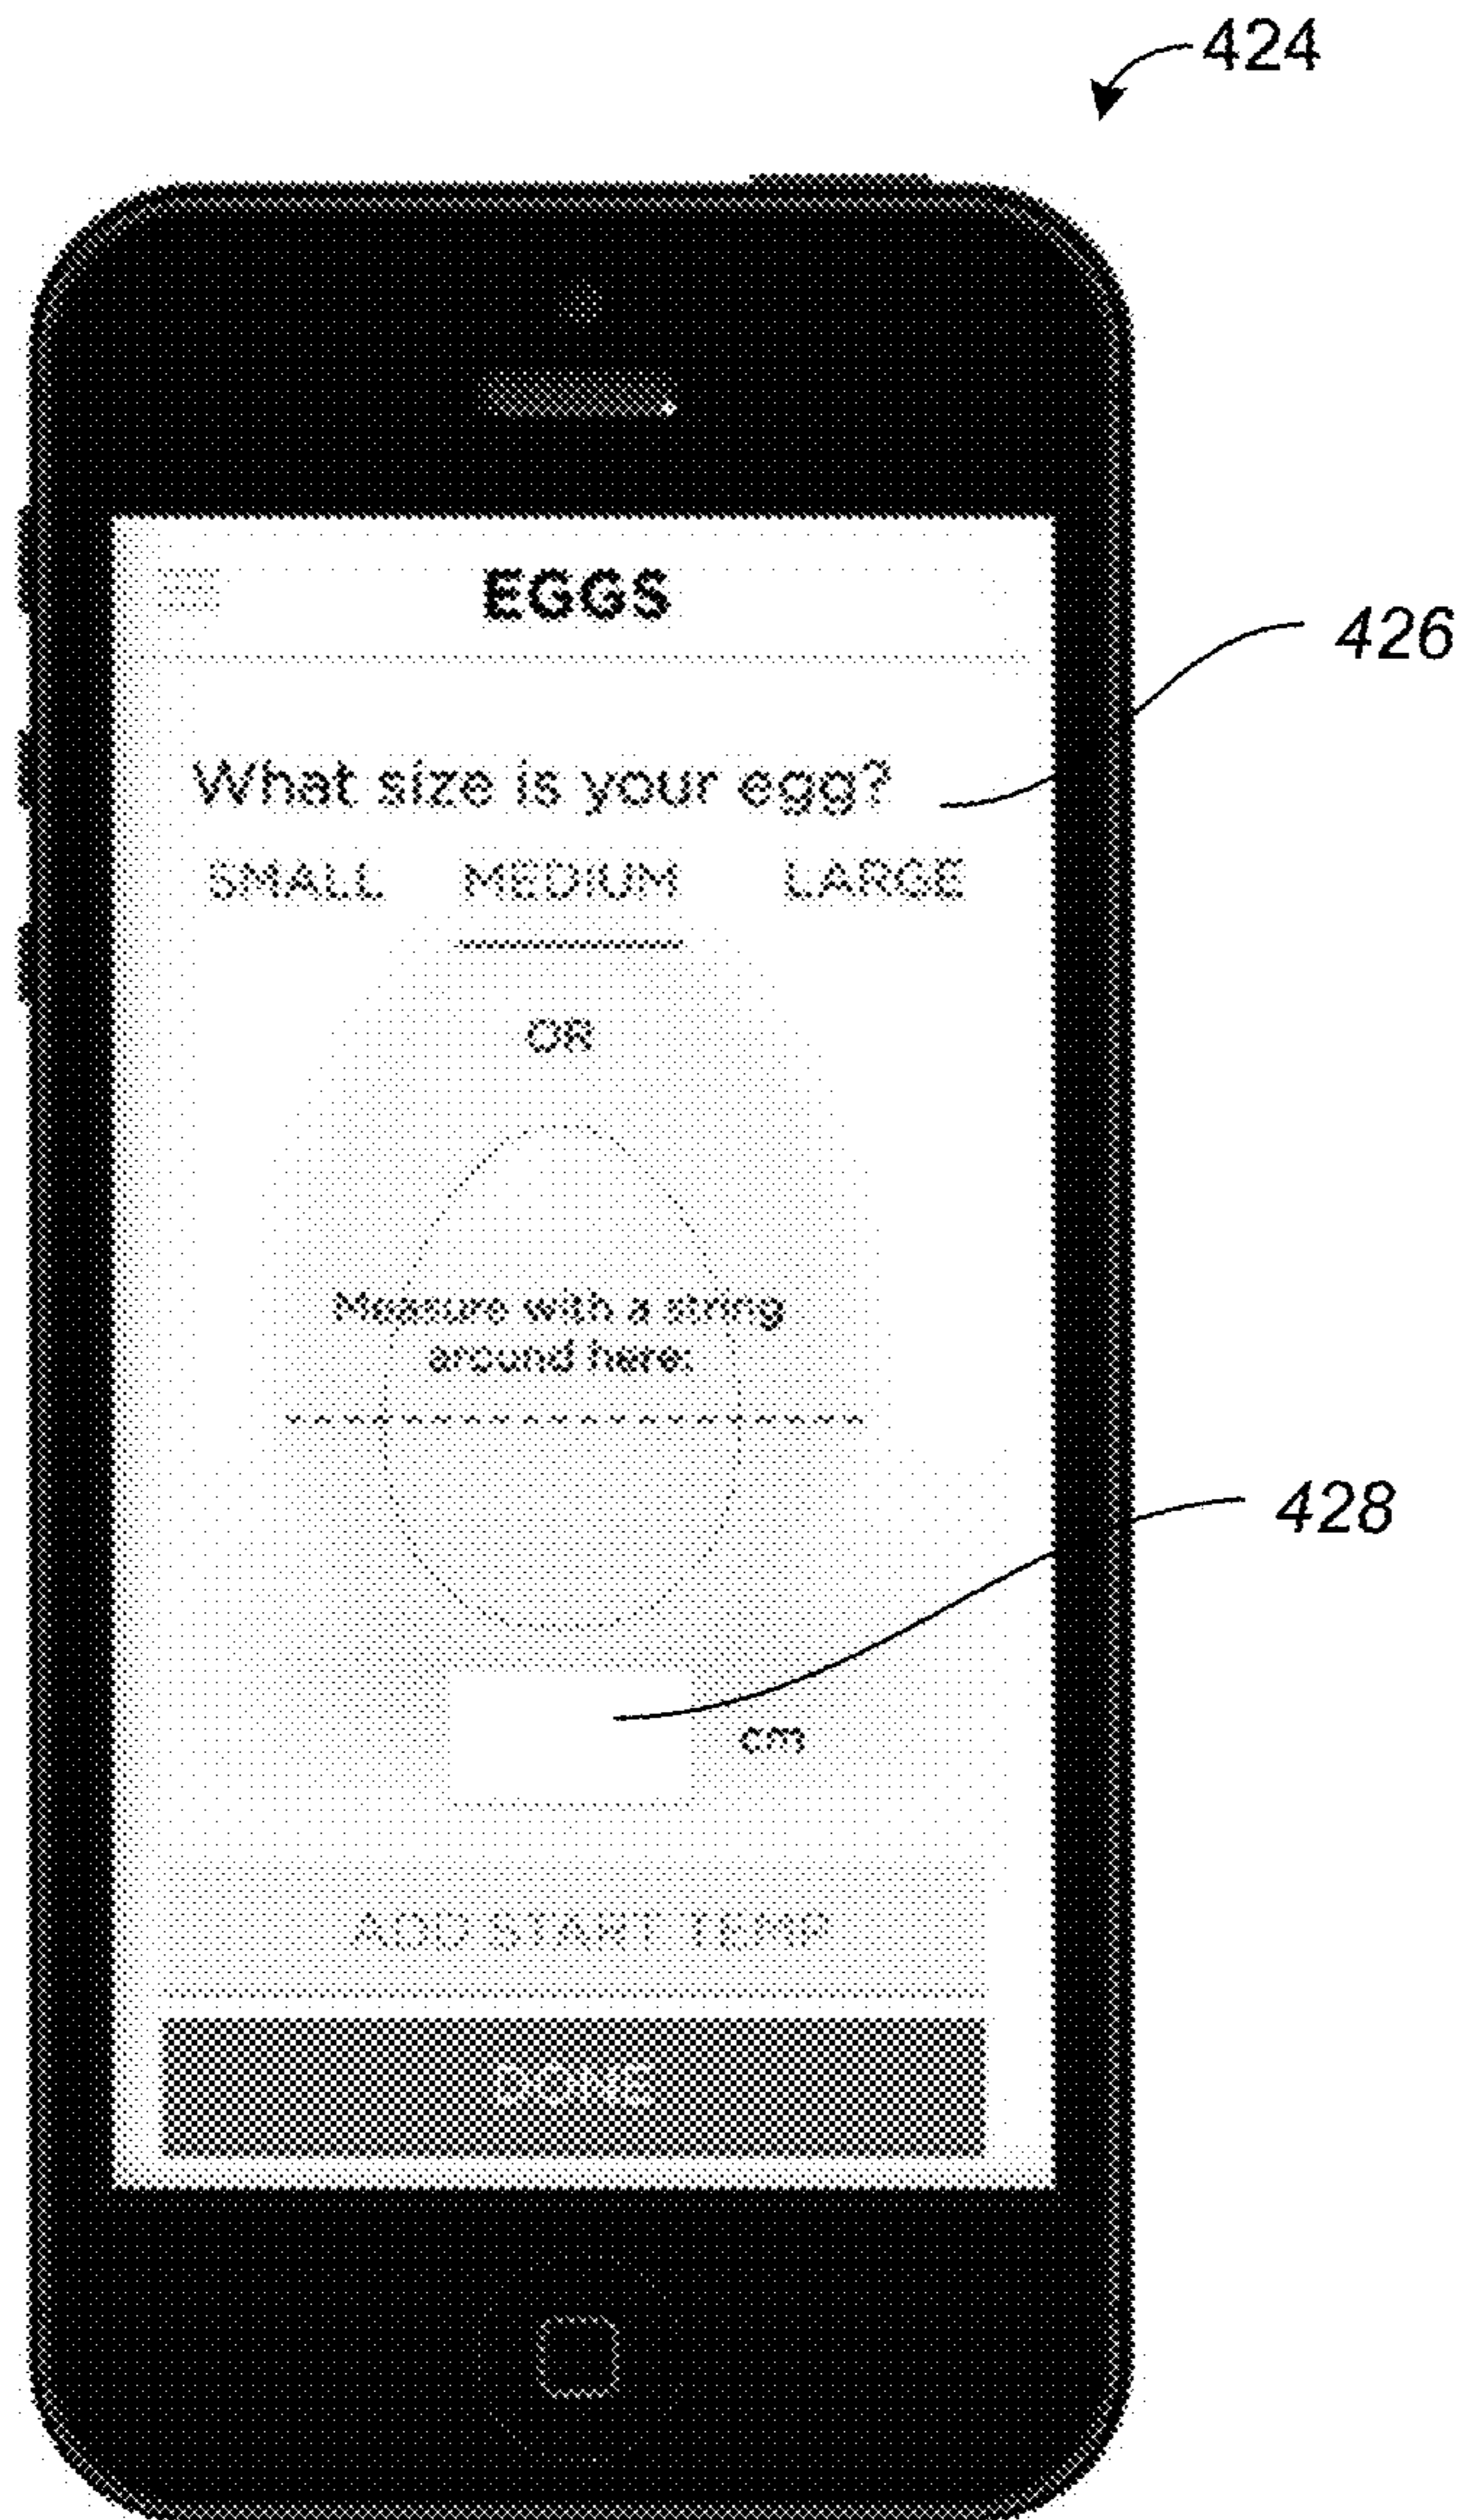 424
EGGS
426
What size is your egg?
SMALL MEDIUM LARGE
OR
Measure with a string
around here:
428
cm
ADD START TEMP
DONE